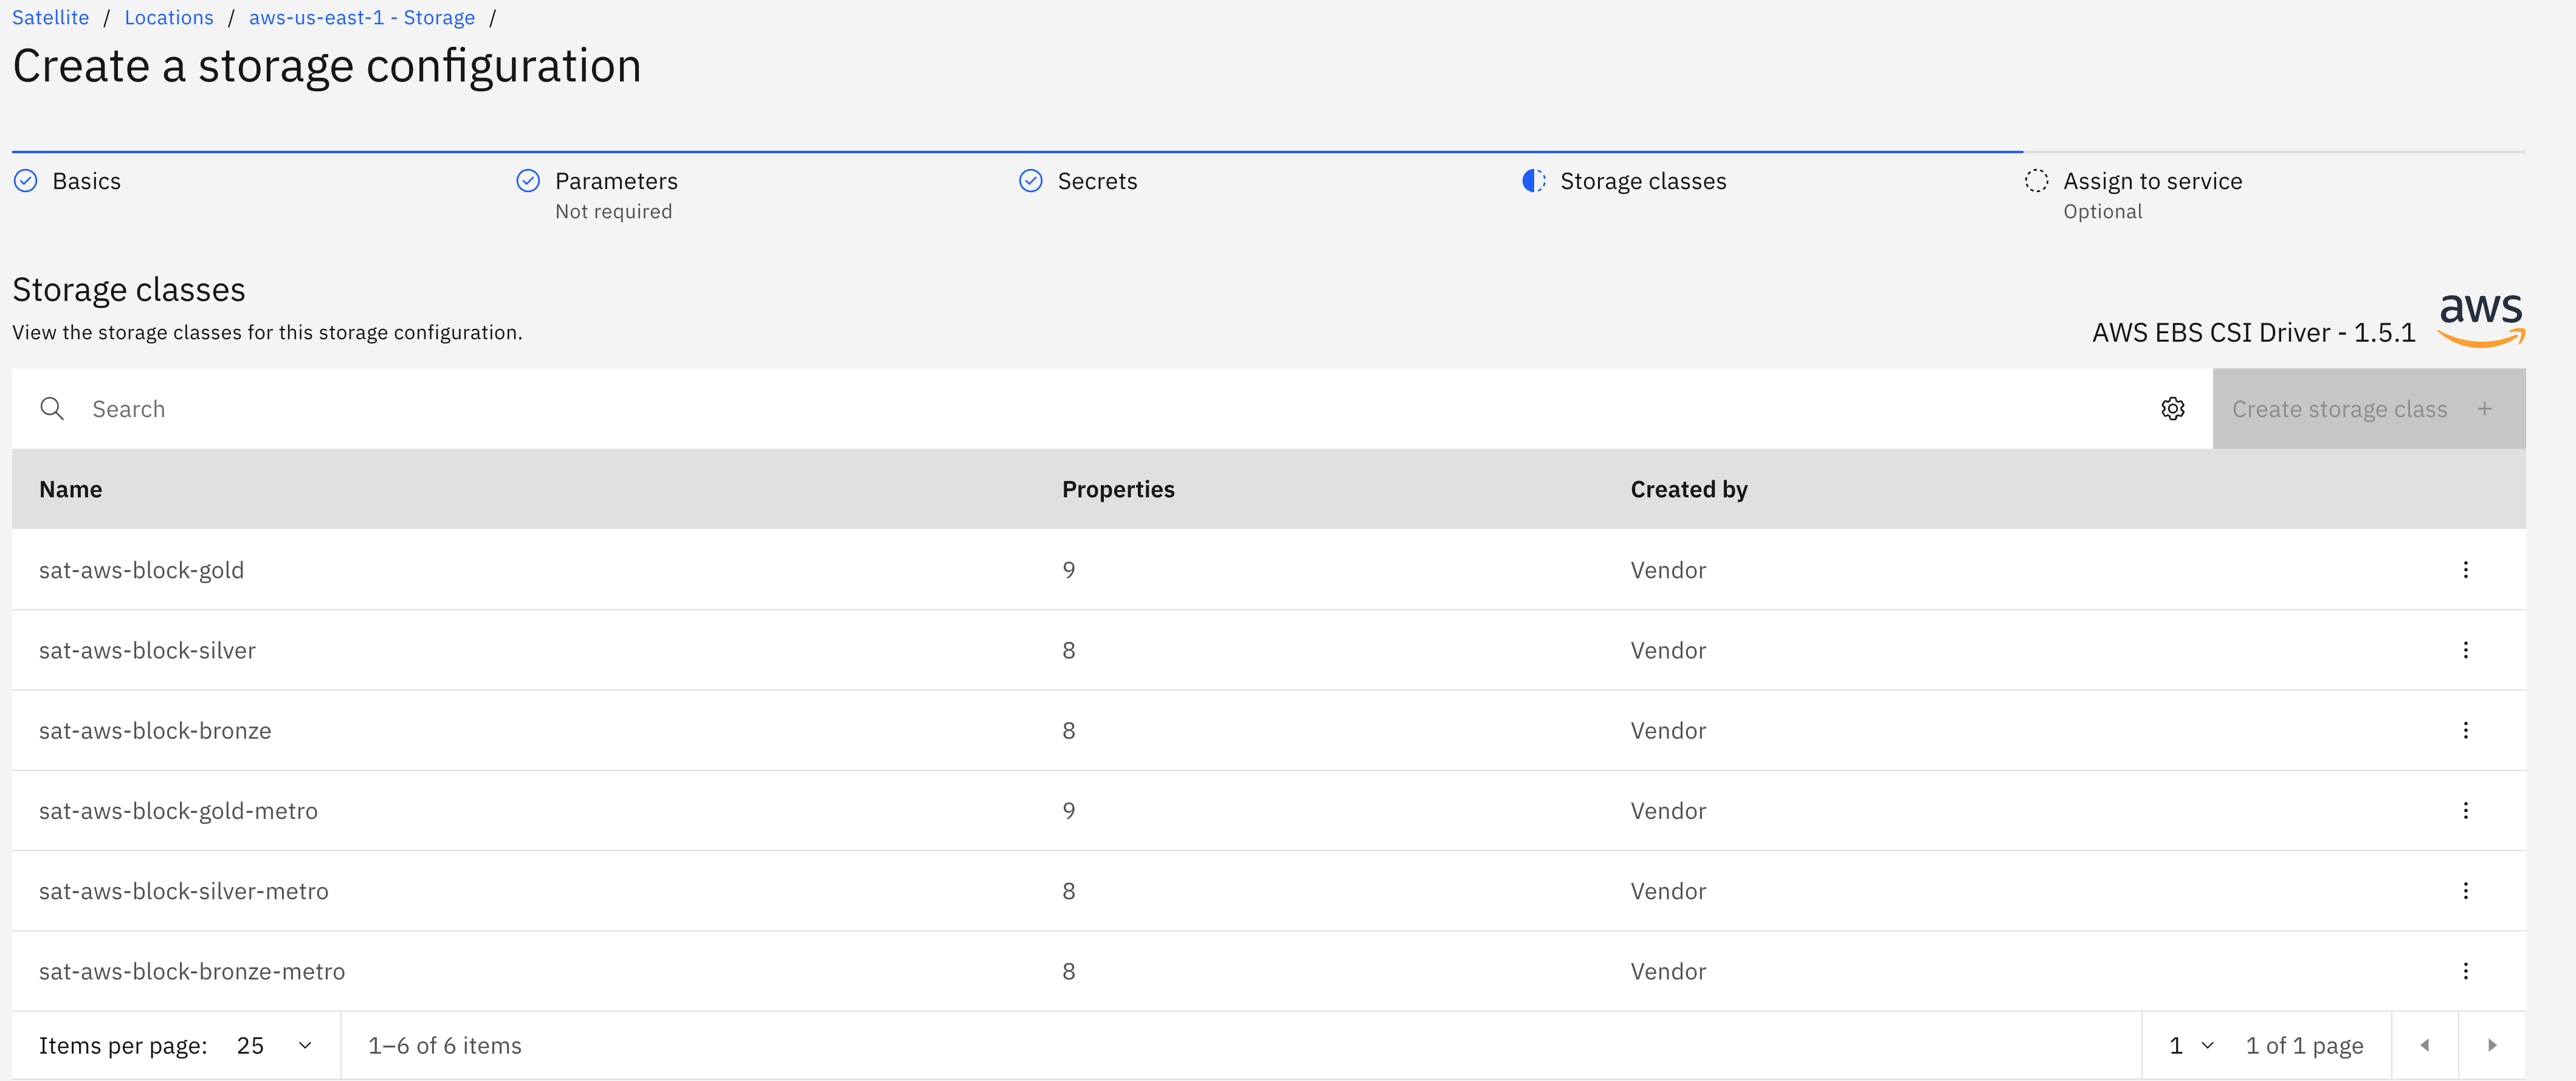 Satellite / Locations / aws-us-east-1 - Storage /
Create a storage configuration
Basics
Parameters
Not required
Secrets
Storage classes
Assign to service
Optional
Storage classes
View the storage classes for this storage configuration.
AWS EBS CSI Driver - 1.5.1
aws
Search
Create storage class +
Name Properties Created by
sat-aws-block-gold 9 Vendor
sat-aws-block-silver 8 Vendor
sat-aws-block-bronze 8 Vendor
sat-aws-block-gold-metro 9 Vendor
sat-aws-block-silver-metro 8 Vendor
sat-aws-block-bronze-metro 8 Vendor
Items per page: 25 1–6 of 6 items 1 1 of 1 page